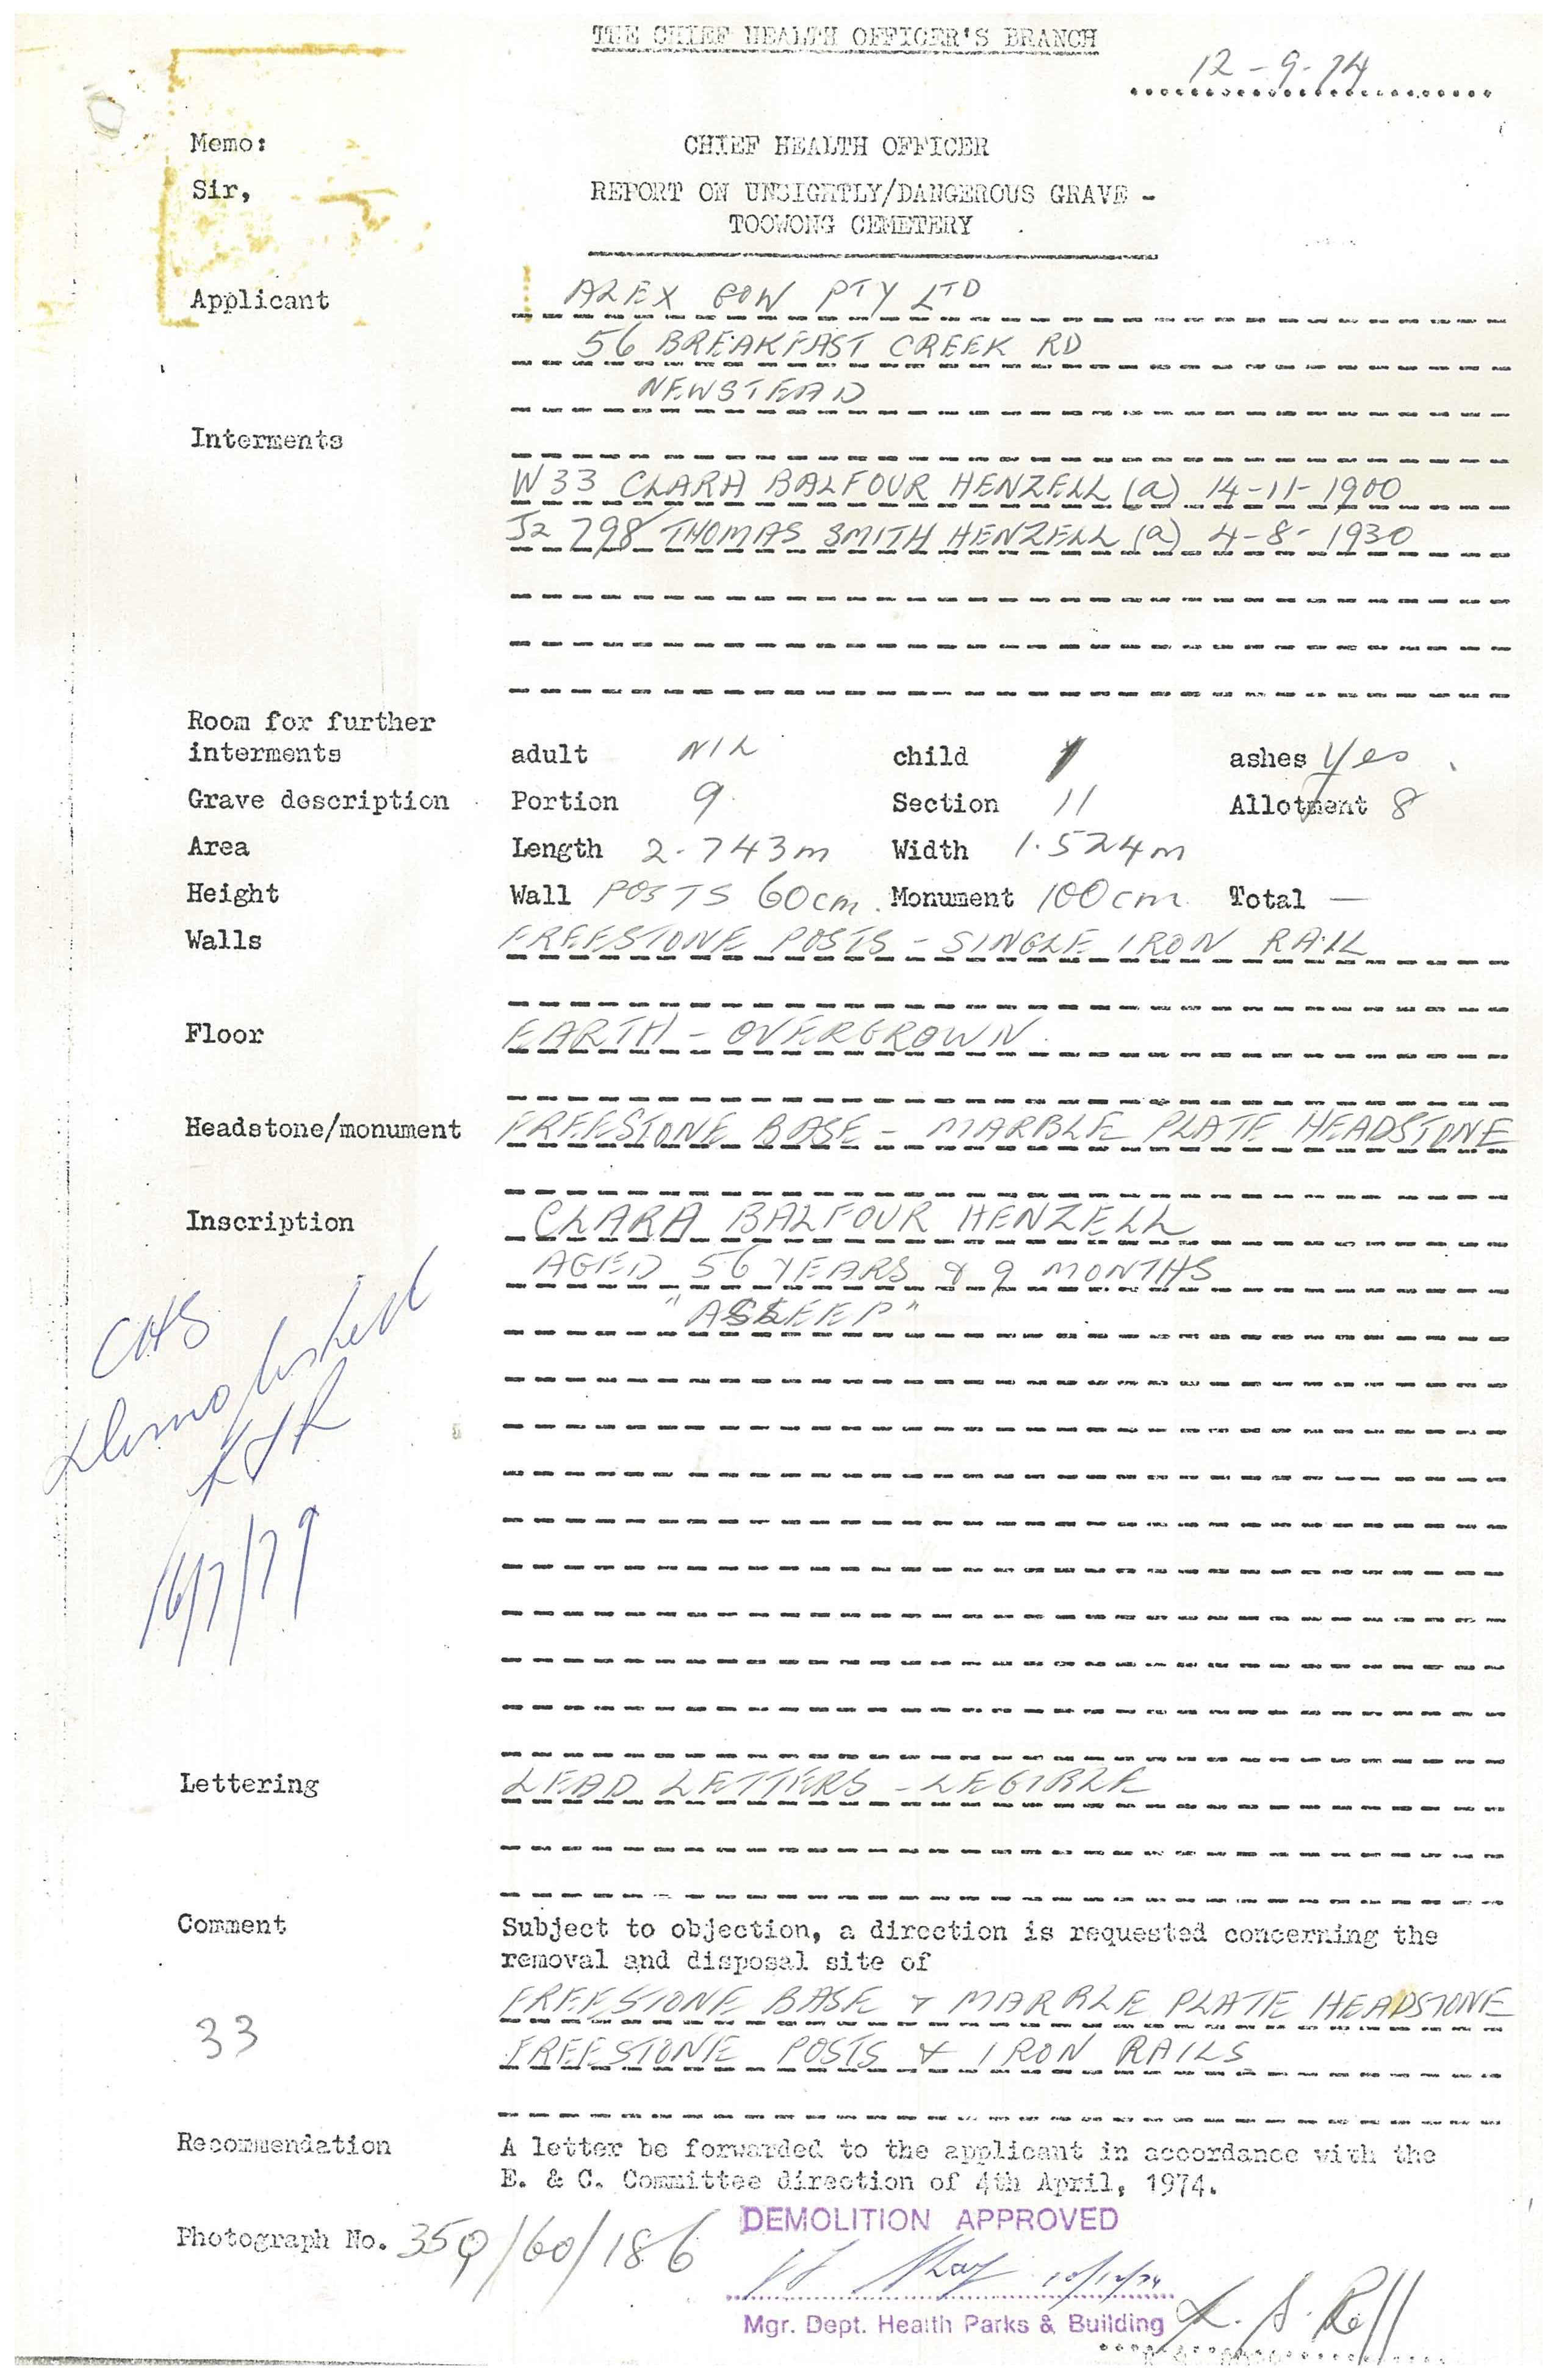 THE CHIEF HEALTH OFFICER'S BRANCH
12-9-74
Memo:
CHIEF HEALTH OFFICER
Sir,
REPORT ON UNSIGHTLY/DANGEROUS GRAVE -
TOOWONG CEMETERY
Applicant ALEX GOW PTY LTD
56 BREAKFAST CREEK RD
NEWSTEAD
Interments
W33 CLARA BALFOUR HENZELL (a) 14-11-1900
J2 798 THOMAS SMITH HENZELL (a) 4-8-1930
Room for further
interments adult NIL child 1 ashes yes
Grave description Portion 9 Section 11 Allotment 8
Area Length 2.743m Width 1.524m
Height Wall POSTS 60cm. Monument 100cm Total —
Walls FREESTONE POSTS - SINGLE IRON RAIL
Floor EARTH - OVERGROWN
Headstone/monument FREESTONE BASE - MARBLE PLATE HEADSTONE
Inscription CLARA BALFOUR HENZELL
AGED 56 YEARS & 9 MONTHS
"ASLEEP"
CHS
Demolished
KJR
16/7/79
Lettering LEAD LETTERS - LEGIBLE
Comment Subject to objection, a direction is requested concerning the
removal and disposal site of
FREESTONE BASE & MARBLE PLATE HEADSTONE
33
FREESTONE POSTS & IRON RAILS
Recommendation A letter be forwarded to the applicant in accordance with the
E. & C. Committee direction of 4th April, 1974.
DEMOLITION APPROVED
Photograph No. 359/60/186
10/12/74
Mgr. Dept. Health Parks & Building